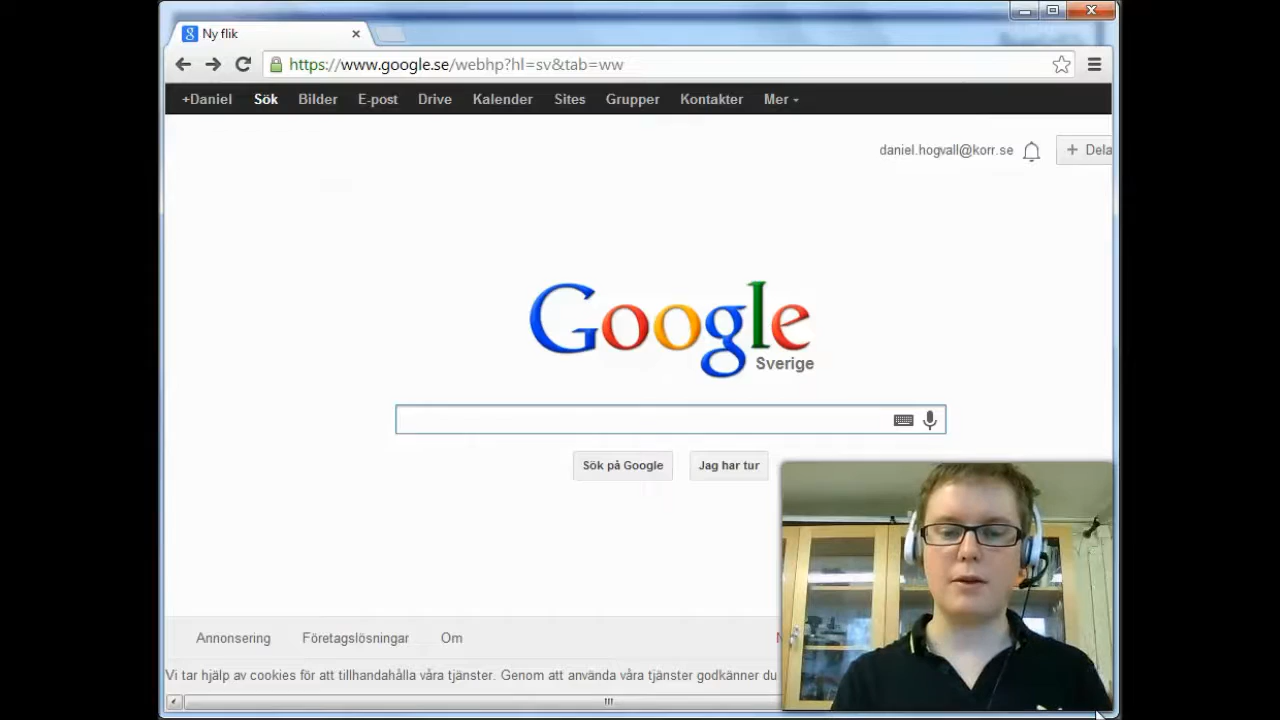 Ny flik
https://www.google.se/webhp?hl=sv&tab=ww
+Daniel Sök Bilder E-post Drive Kalender Sites Grupper Kontakter Mer
daniel.hogvall@korr.se + Dela
Google
Sverige
Sök på Google Jag har tur
Annonsering Företagslösningar Om
Vi tar hjälp av cookies för att tillhandahålla våra tjänster. Genom att använda våra tjänster godkänner du